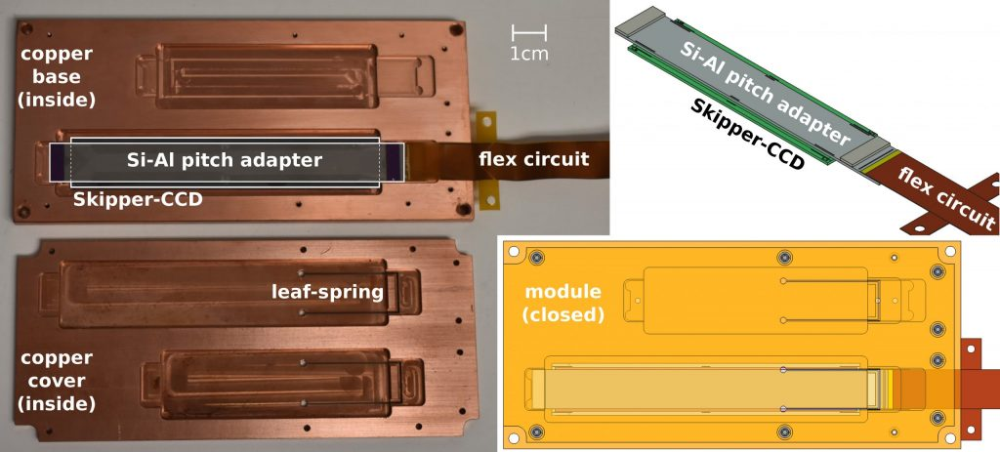 copper
base
(inside)
1cm
Si-Al pitch adapter
flex circuit
Skipper-CCD
Si-Al pitch adapter
Skipper-CCD
flex circuit
leaf-spring
copper
cover
(inside)
module
(closed)